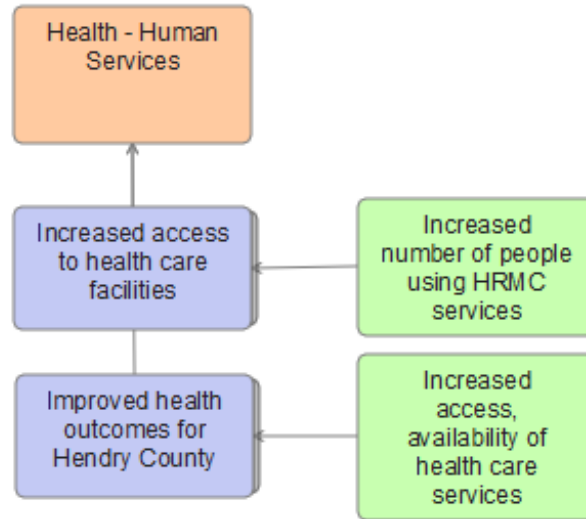 Health - Human
Services
Increased access
to health care
facilities
Increased
number of people
using HRMC
services
Improved health
outcomes for
Hendry County
Increased
access,
availability of
health care
services